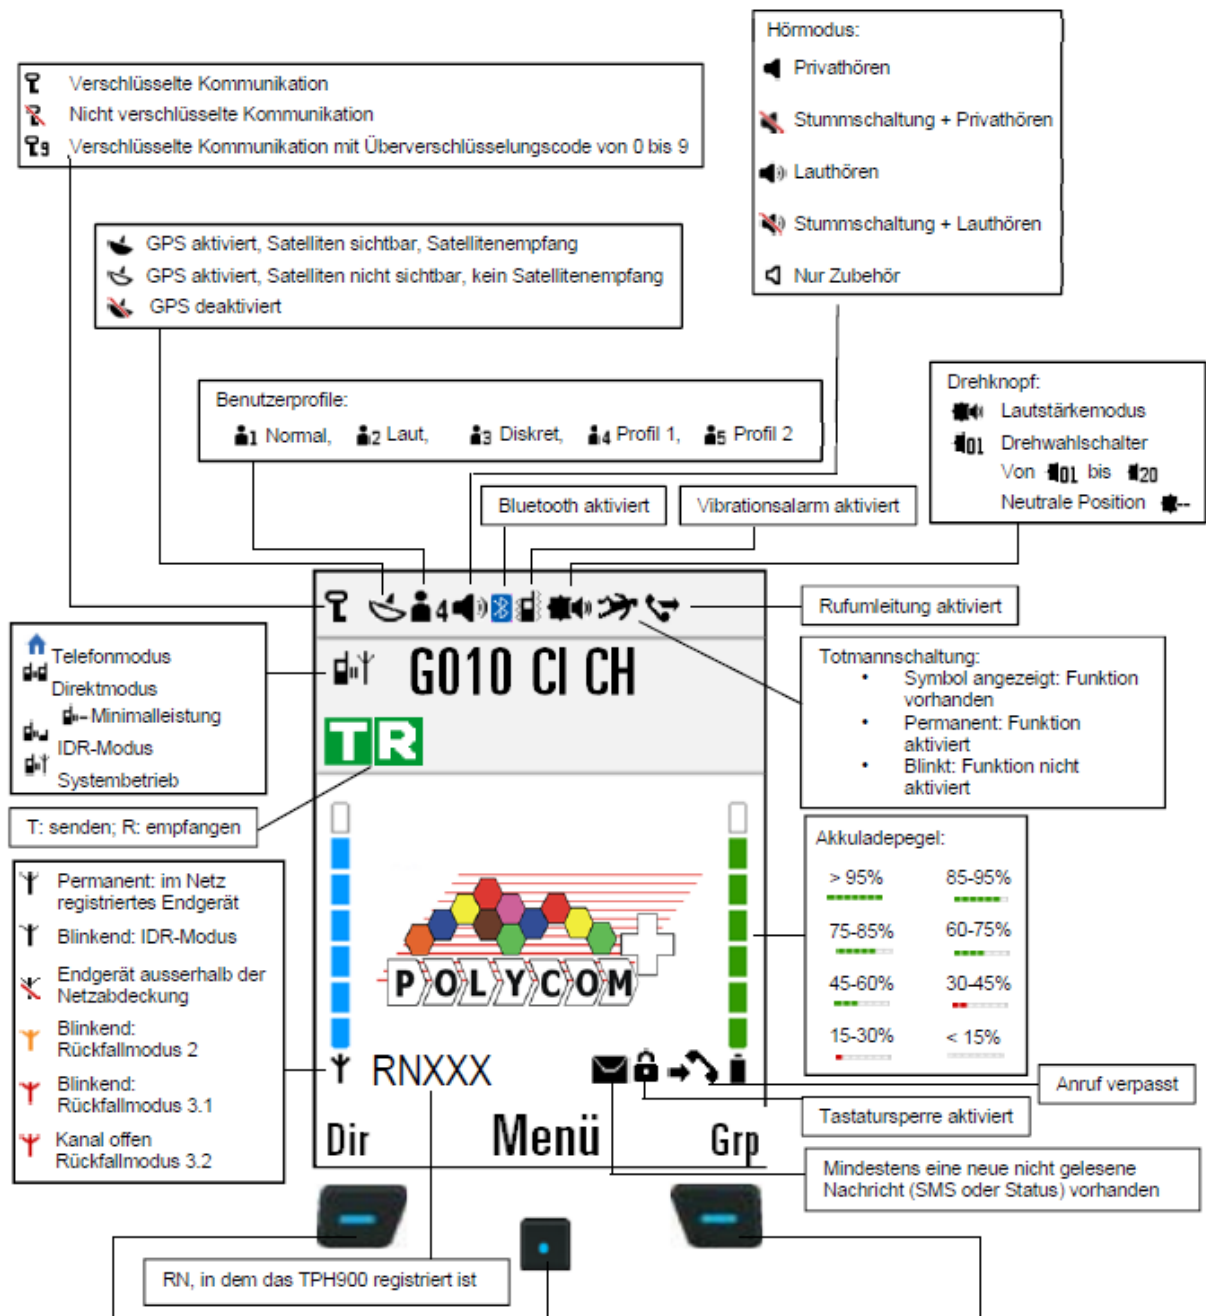 Hörmodus:
Privathören
Stummschaltung + Privathören
Lauthören
Stummschaltung + Lauthören
Nur Zubehör
Verschlüsselte Kommunikation
Nicht verschlüsselte Kommunikation
9 Verschlüsselte Kommunikation mit Überverschlüsselungscode von 0 bis 9
GPS aktiviert, Satelliten sichtbar, Satellitenempfang
GPS aktiviert, Satelliten nicht sichtbar, kein Satellitenempfang
GPS deaktiviert
Benutzerprofile:
1 Normal, 2 Laut, 3 Diskret, 4 Profil 1, 5 Profil 2
Drehknopf:
Lautstärkemodus
01 Drehwahlschalter
Von 01 bis 20
Neutrale Position --
Bluetooth aktiviert
Vibrationsalarm aktiviert
4
Rufumleitung aktiviert
G010 CI CH
TR
Telefonmodus
Direktmodus
Minimalleistung
IDR-Modus
Systembetrieb
Totmannschaltung:
• Symbol angezeigt: Funktion
vorhanden
• Permanent: Funktion
aktiviert
• Blinkt: Funktion nicht
aktiviert
T: senden; R: empfangen
Akkuladepegel:
> 95% 85-95%
75-85% 60-75%
45-60% 30-45%
15-30% < 15%
Permanent: im Netz
registriertes Endgerät
Blinkend: IDR-Modus
Endgerät ausserhalb der
Netzabdeckung
Blinkend:
Rückfallmodus 2
Blinkend:
Rückfallmodus 3.1
Kanal offen
Rückfallmodus 3.2
POLYCOM
RNXXX
Anruf verpasst
Tastatursperre aktiviert
Dir Menü Grp
Mindestens eine neue nicht gelesene
Nachricht (SMS oder Status) vorhanden
RN, in dem das TPH900 registriert ist